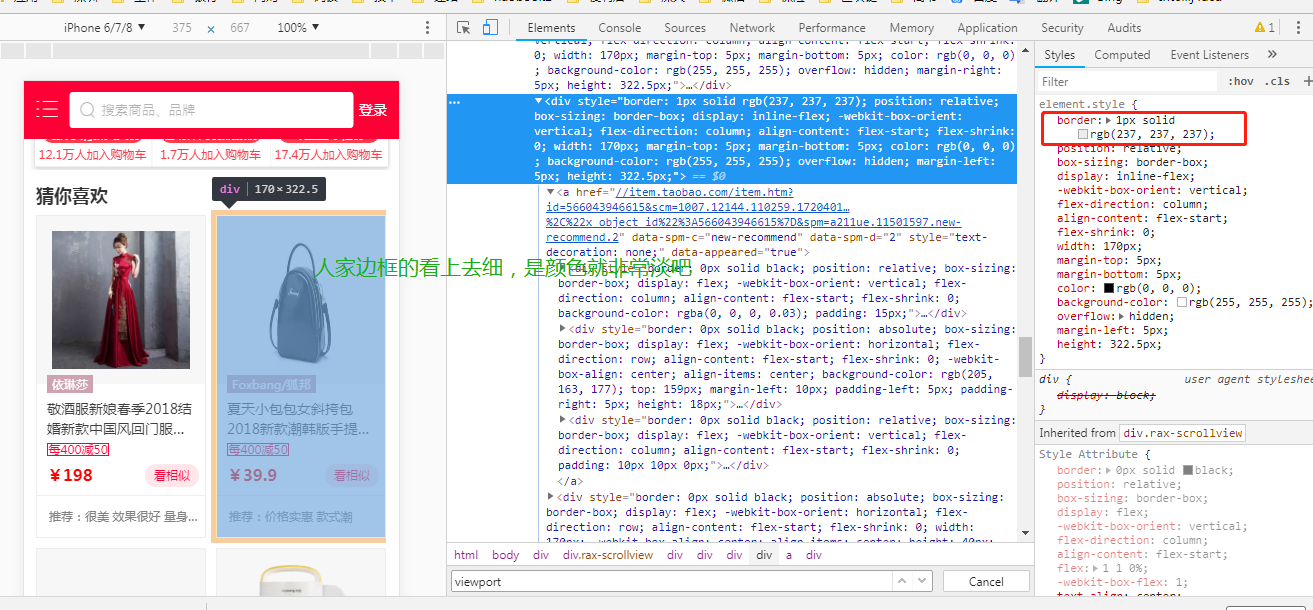 iPhone 6/7/8 ▼ 375 × 667 100% ▼
Elements Console Sources Network Performance Memory Application Security Audits
1
搜索商品、品牌
登录
12.1万人加入购物车 1.7万人加入购物车 17.4万人加入购物车
猜你喜欢
div 170×322.5
人家边框的看上去细，是颜色就非常淡吧
依琳莎
敬酒服新娘春季2018结
婚新款中国风回门服...
每400减50
￥198 看相似
推荐：很美 效果很好 量身...
Foxbang/狐邦
夏天小包包女斜挎包
2018新款潮韩版手提...
每400减50
￥39.9 看相似
推荐：价格实惠 款式潮
vertical; flex-direction: column; align-content: flex-start; flex-shrink:
0; width: 170px; margin-top: 5px; margin-bottom: 5px; color: rgb(0, 0, 0)
; background-color: rgb(255, 255, 255); overflow: hidden; margin-right:
5px; height: 322.5px;">…</div>
<div style="border: 1px solid rgb(237, 237, 237); position: relative;
box-sizing: border-box; display: inline-flex; -webkit-box-orient:
vertical; flex-direction: column; align-content: flex-start; flex-shrink:
0; width: 170px; margin-top: 5px; margin-bottom: 5px; color: rgb(0, 0, 0)
; background-color: rgb(255, 255, 255); overflow: hidden; margin-left:
5px; height: 322.5px;"> == $0
<a href="//item.taobao.com/item.htm?
id=566043946615&scm=1007.12144.110259.1720401…
%2C%22x_object_id%22%3A566043946615%7D&spm=a211ue.11501597.new-
recommend.2" data-spm-c="new-recommend" data-spm-d="2" style="text-
decoration: none;" data-appeared="true">
<div style="border: 0px solid black; position: relative; box-sizing:
border-box; display: flex; -webkit-box-orient: vertical; flex-
direction: column; align-content: flex-start; flex-shrink: 0;
background-color: rgba(0, 0, 0, 0.03); padding: 15px;">…</div>
<div style="border: 0px solid black; position: absolute; box-sizing:
border-box; display: flex; -webkit-box-orient: horizontal; flex-
direction: row; align-content: flex-start; flex-shrink: 0; -webkit-
box-align: center; align-items: center; background-color: rgb(205,
163, 177); top: 159px; margin-left: 10px; padding-left: 5px; padding-
right: 5px; height: 18px;">…</div>
<div style="border: 0px solid black; position: relative; box-sizing:
border-box; display: flex; -webkit-box-orient: vertical; flex-
direction: column; align-content: flex-start; flex-shrink: 0;
padding: 10px 10px 0px;">…</div>
</a>
<div style="border: 0px solid black; position: absolute; box-sizing:
border-box; display: flex; -webkit-box-orient: horizontal; flex-
direction: row; align-content: flex-start; flex-shrink: 0; width:
html body div div.rax-scrollview div div div div a div
viewport
Cancel
Styles Computed Event Listeners »
Filter :hov .cls +
element.style {
border: 1px solid
rgb(237, 237, 237);
position: relative;
box-sizing: border-box;
display: inline-flex;
-webkit-box-orient: vertical;
flex-direction: column;
align-content: flex-start;
flex-shrink: 0;
width: 170px;
margin-top: 5px;
margin-bottom: 5px;
color: rgb(0, 0, 0);
background-color: rgb(255, 255, 255);
overflow: hidden;
margin-left: 5px;
height: 322.5px;
}
div { user agent styleshee
display: block;
}
Inherited from div.rax-scrollview
Style Attribute {
border: 0px solid black;
position: relative;
box-sizing: border-box;
display: flex;
-webkit-box-orient: vertical;
flex-direction: column;
align-content: flex-start;
flex: 1 1 0%;
-webkit-box-flex: 1;
text-align: center